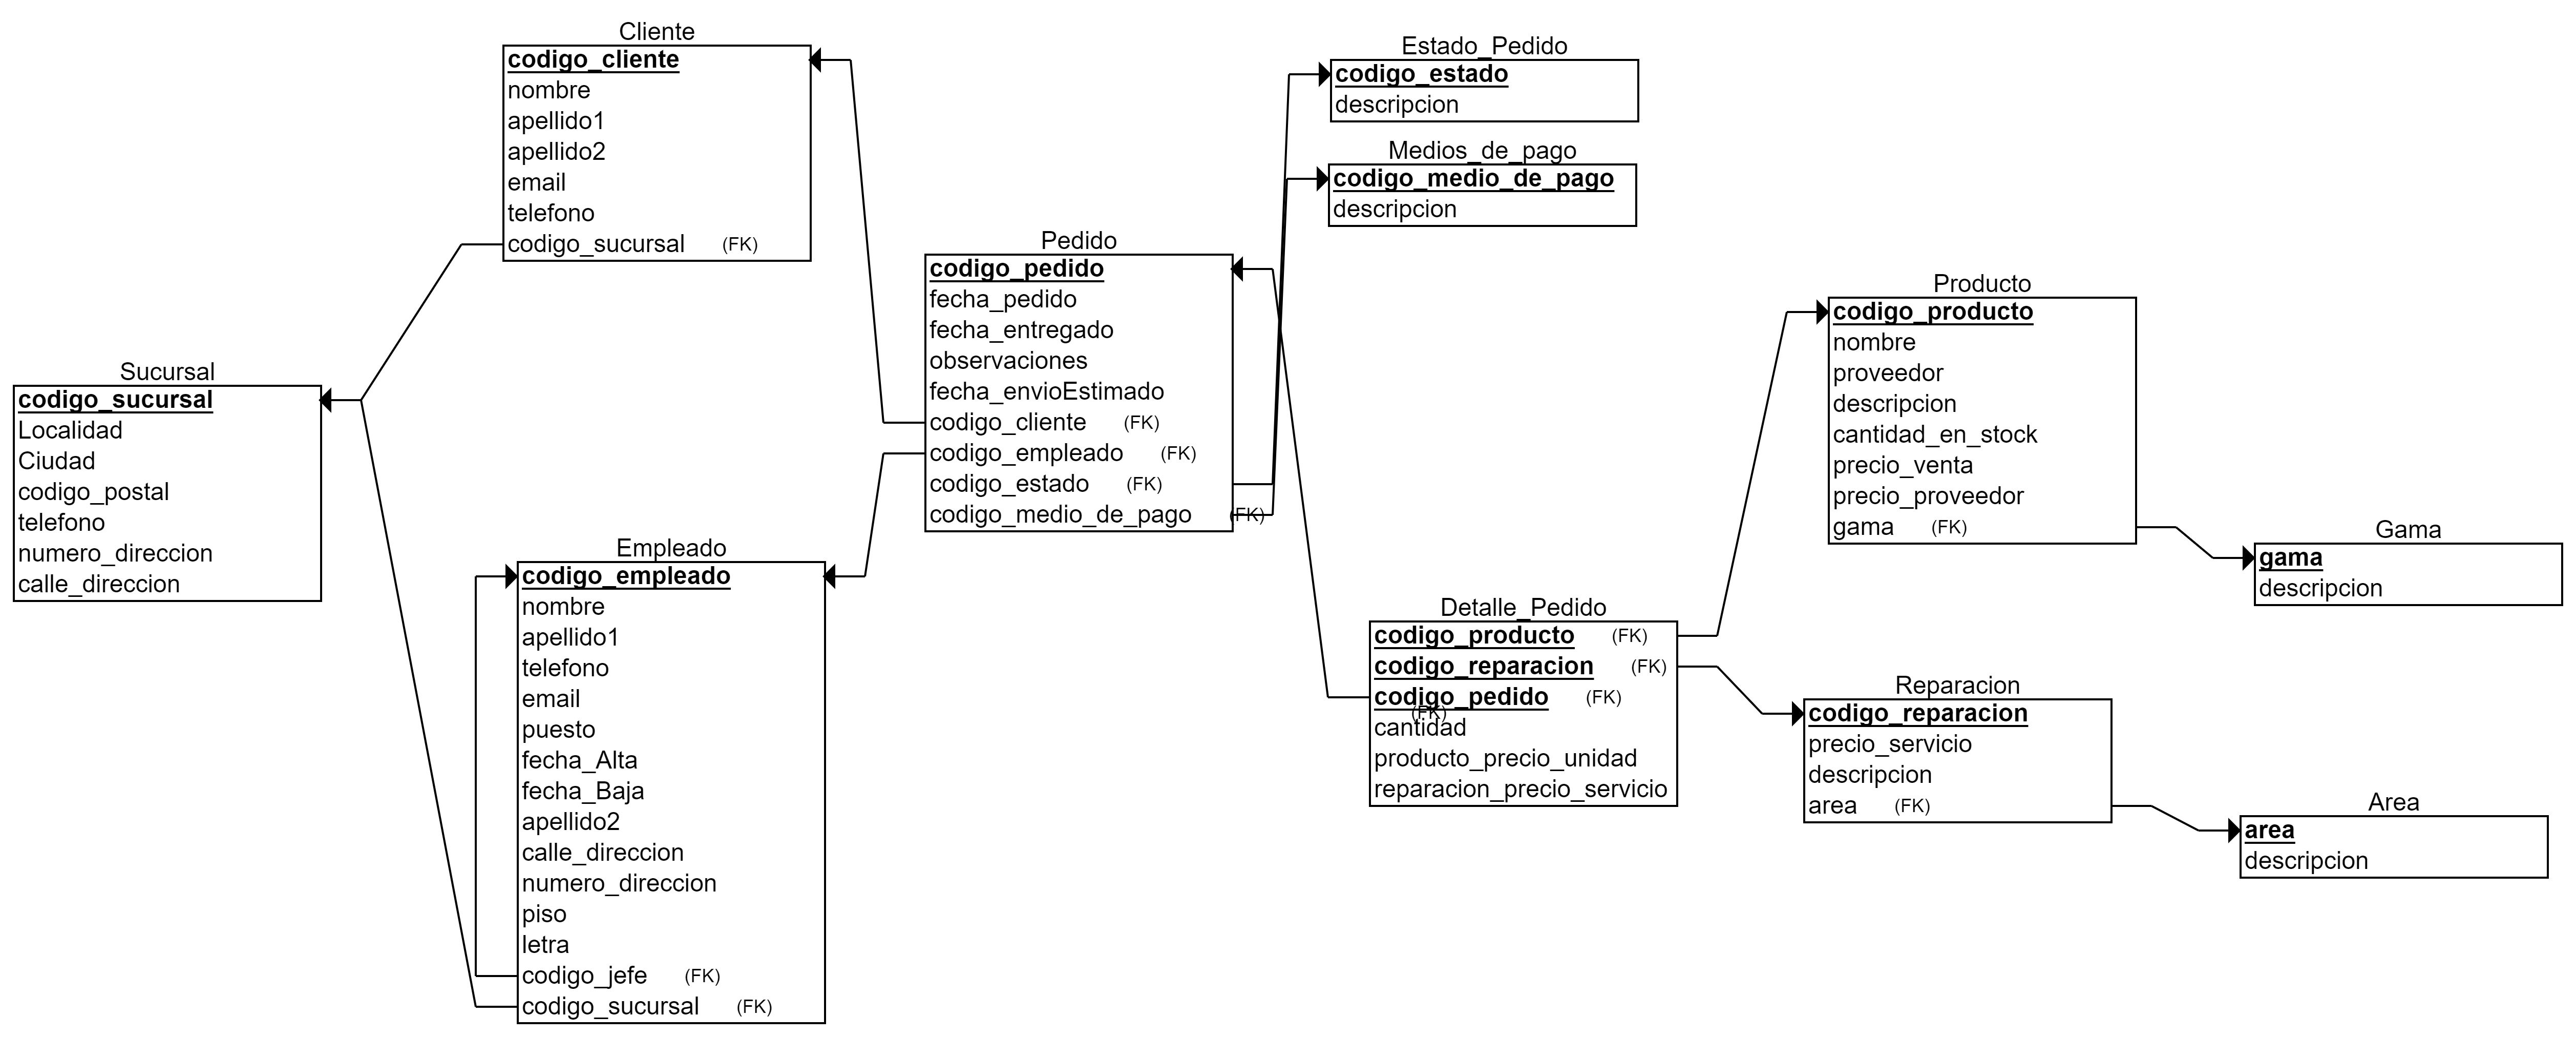 Cliente
codigo_cliente
nombre
apellido1
apellido2
email
telefono
codigo_sucursal (FK)
Estado_Pedido
codigo_estado
descripcion
Medios_de_pago
codigo_medio_de_pago
descripcion
Pedido
codigo_pedido
fecha_pedido
fecha_entregado
observaciones
fecha_envioEstimado
codigo_cliente (FK)
codigo_empleado (FK)
codigo_estado (FK)
codigo_medio_de_pago (FK)
Producto
codigo_producto
nombre
proveedor
descripcion
cantidad_en_stock
precio_venta
precio_proveedor
gama (FK)
Sucursal
codigo_sucursal
Localidad
Ciudad
codigo_postal
telefono
numero_direccion
calle_direccion
Gama
gama
descripcion
Empleado
codigo_empleado
nombre
apellido1
telefono
email
puesto
fecha_Alta
fecha_Baja
apellido2
calle_direccion
numero_direccion
piso
letra
codigo_jefe (FK)
codigo_sucursal (FK)
Detalle_Pedido
codigo_producto (FK)
codigo_reparacion (FK)
codigo_pedido (FK)
(FK)
cantidad
producto_precio_unidad
reparacion_precio_servicio
Reparacion
codigo_reparacion
precio_servicio
descripcion
area (FK)
Area
area
descripcion